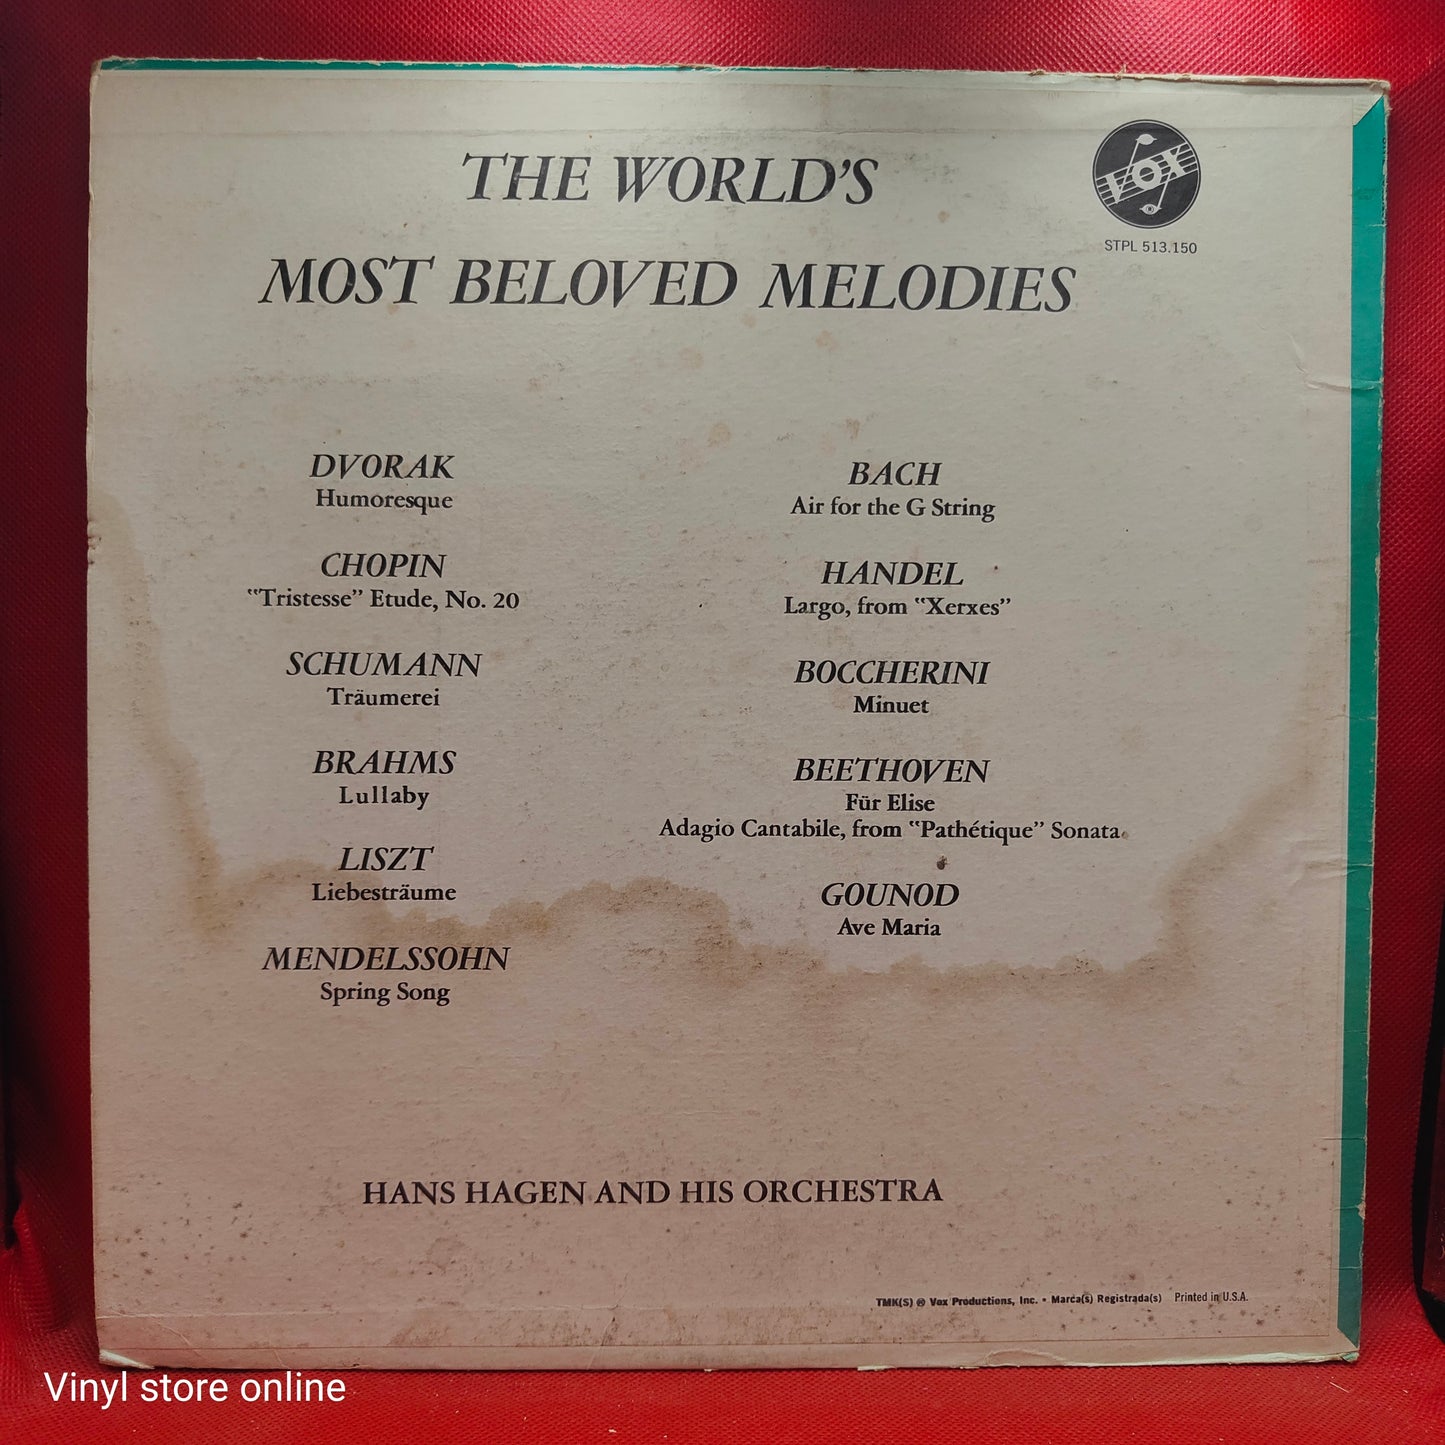 THE WORLD'S
MOST BELOVED MELODIES
VOX
STPL 513.150
DVORAK
Humoresque
CHOPIN
"Tristesse" Etude, No. 20
SCHUMANN
Träumerei
BRAHMS
Lullaby
LISZT
Liebesträume
MENDELSSOHN
Spring Song
BACH
Air for the G String
HANDEL
Largo, from "Xerxes"
BOCCHERINI
Minuet
BEETHOVEN
Für Elise
Adagio Cantabile, from "Pathétique" Sonata
GOUNOD
Ave Maria
HANS HAGEN AND HIS ORCHESTRA
TMK(S) ® Vox Productions, Inc. • Marca(s) Registrada(s) Printed in U.S.A.
Vinyl store online